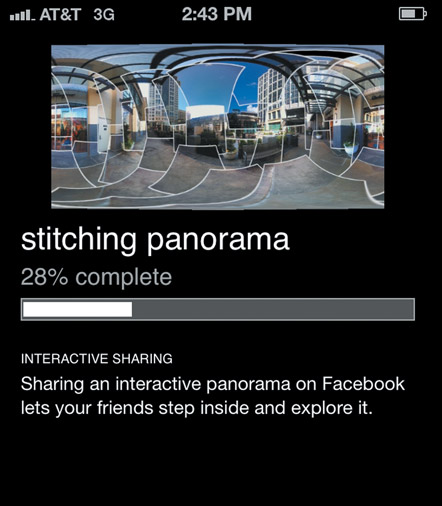 AT&T 3G 2:43 PM
stitching panorama
28% complete
INTERACTIVE SHARING
Sharing an interactive panorama on Facebook
lets your friends step inside and explore it.